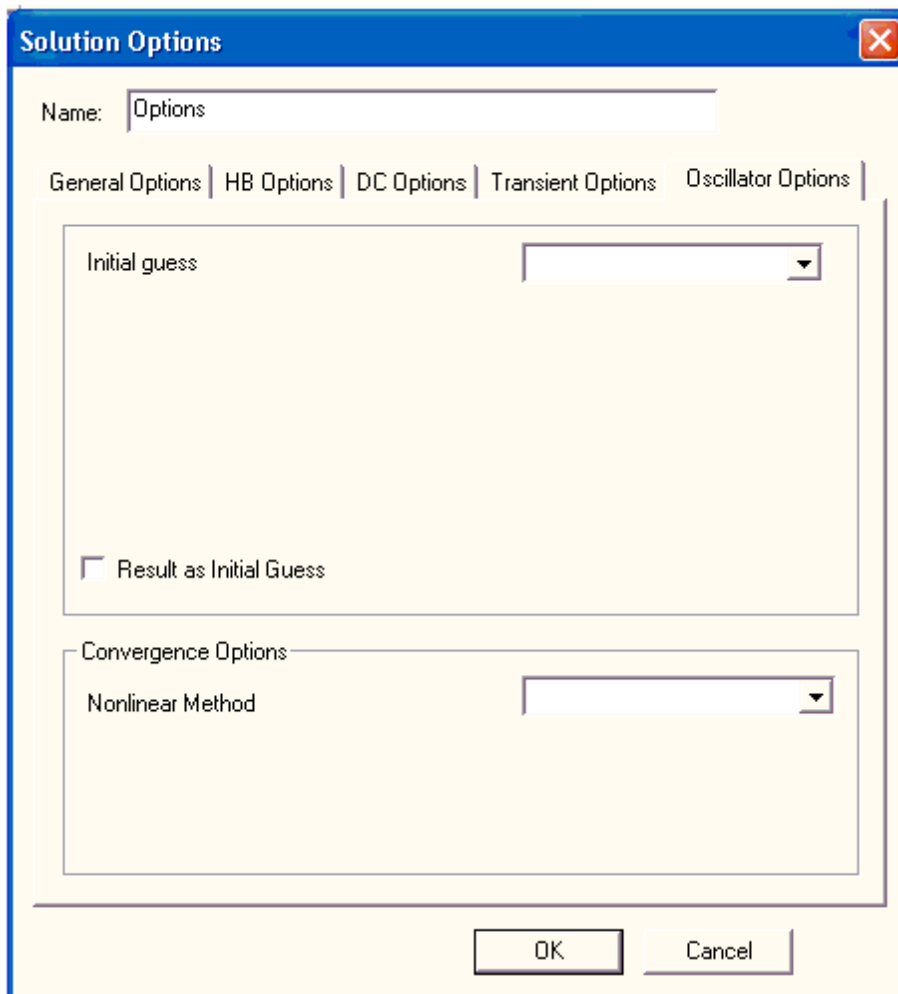 Solution Options
Name: Options
General Options HB Options DC Options Transient Options Oscillator Options
Initial guess
Result as Initial Guess
Convergence Options
Nonlinear Method
OK Cancel